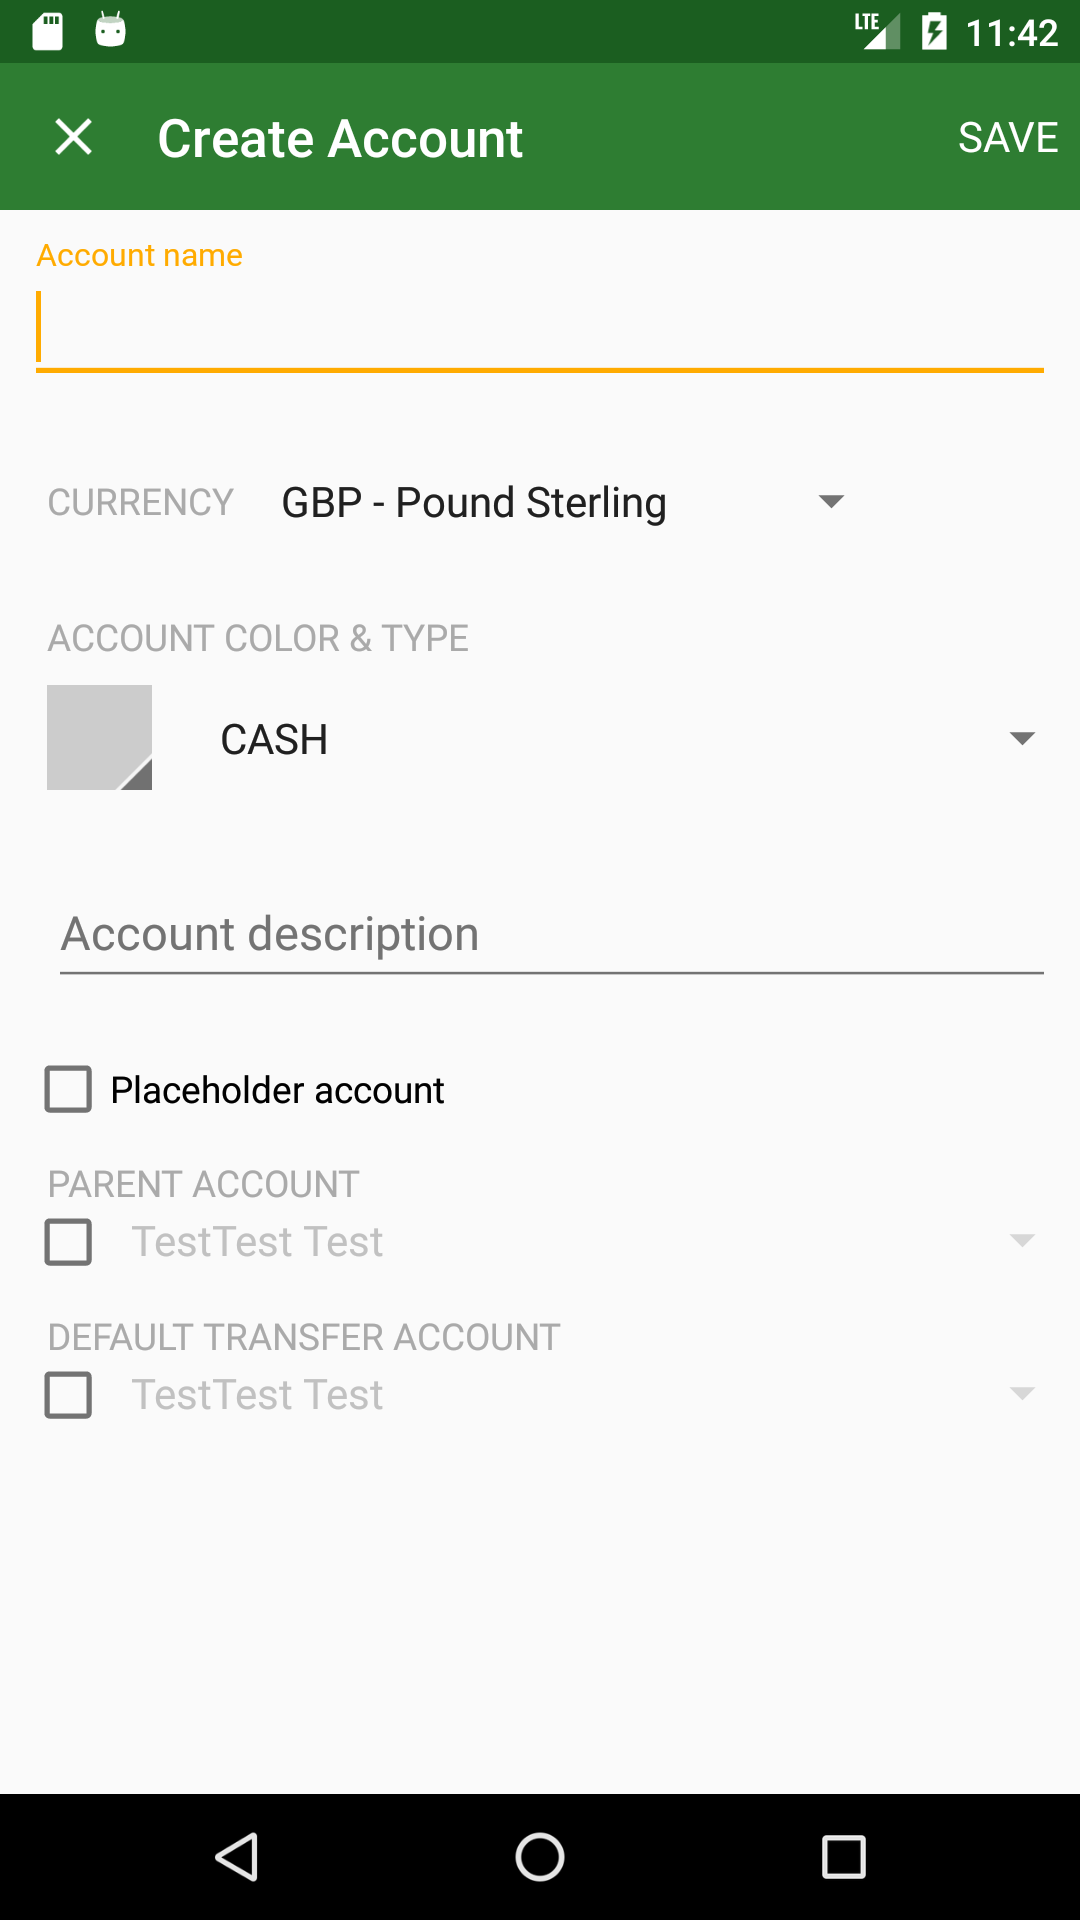 LTE 11:42
Create Account SAVE
Account name
CURRENCY GBP - Pound Sterling
ACCOUNT COLOR & TYPE
CASH
Account description
Placeholder account
PARENT ACCOUNT
TestTest Test
DEFAULT TRANSFER ACCOUNT
TestTest Test